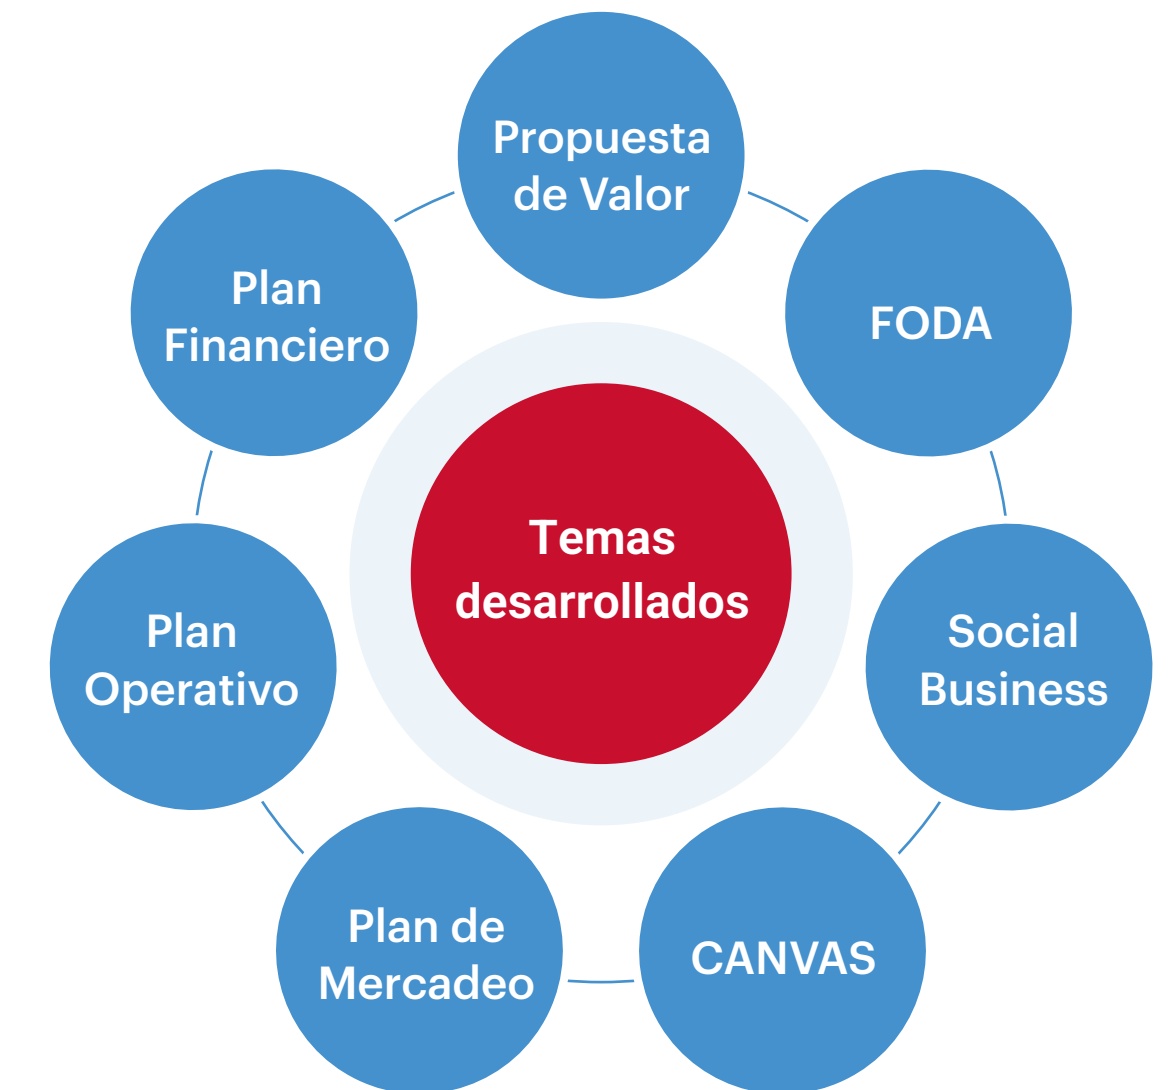 Propuesta
de Valor
FODA
Social
Business
CANVAS
Plan de
Mercadeo
Plan
Operativo
Plan
Financiero
Temas
desarrollados